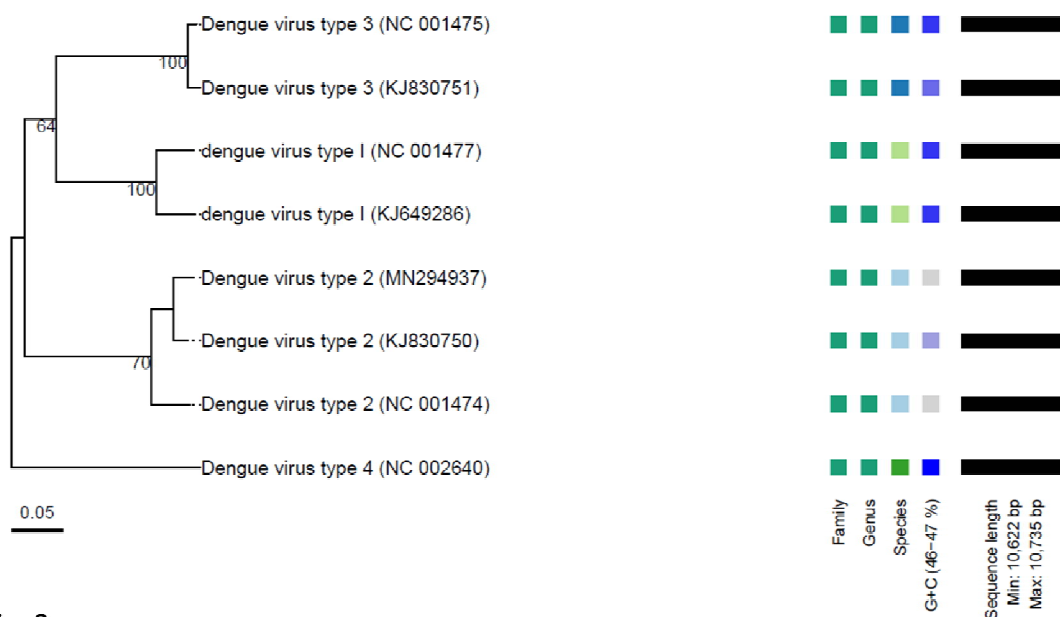 Dengue virus type 3 (NC 001475)
100
Dengue virus type 3 (KJ830751)
64
dengue virus type I (NC 001477)
100
dengue virus type I (KJ649286)
Dengue virus type 2 (MN294937)
Dengue virus type 2 (KJ830750)
70
Dengue virus type 2 (NC 001474)
Dengue virus type 4 (NC 002640)
0.05
Family
Genus
Species
G+C (46−47 %)
Sequence length
Min: 10,622 bp
Max: 10,735 bp